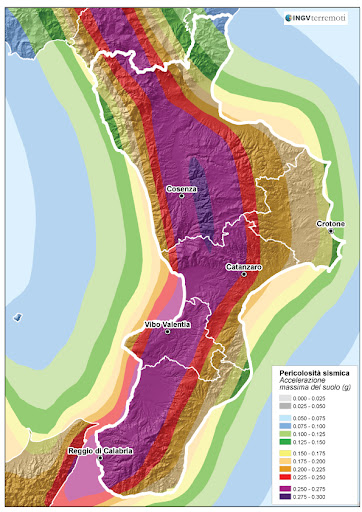 INGVterremoti
Cosenza
Crotone
Catanzaro
Vibo Valentia
Reggio di Calabria
Pericolosità sismica
Accelerazione
massima del suolo (g)
0.000 - 0.025
0.025 - 0.050
0.050 - 0.075
0.075 - 0.100
0.100 - 0.125
0.125 - 0.150
0.150 - 0.175
0.175 - 0.200
0.200 - 0.225
0.225 - 0.250
0.250 - 0.275
0.275 - 0.300